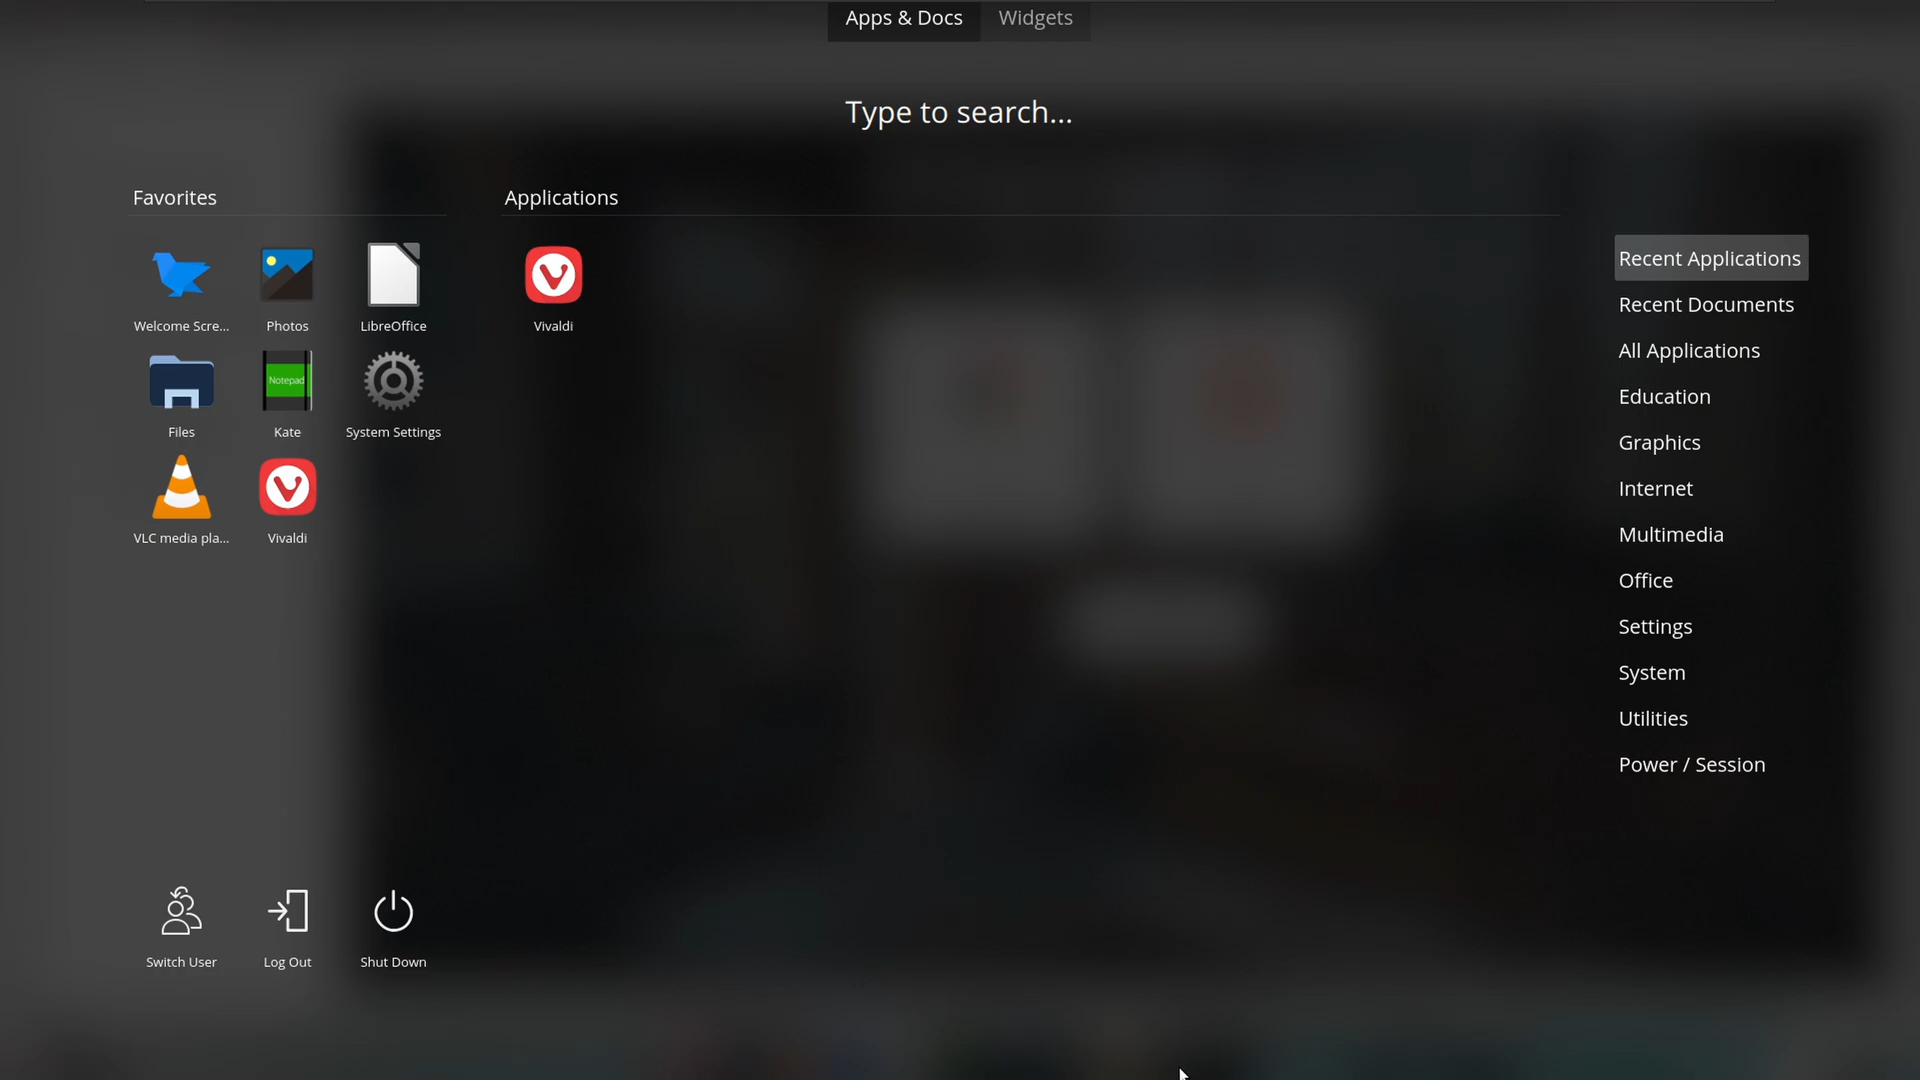 Apps & Docs
Widgets
Type to search...
Favorites
Welcome Scre...
Photos
LibreOffice
Files
Notepad
Kate
System Settings
VLC media pla...
Vivaldi
Switch User
Log Out
Shut Down
Applications
Vivaldi
Recent Applications
Recent Documents
All Applications
Education
Graphics
Internet
Multimedia
Office
Settings
System
Utilities
Power / Session